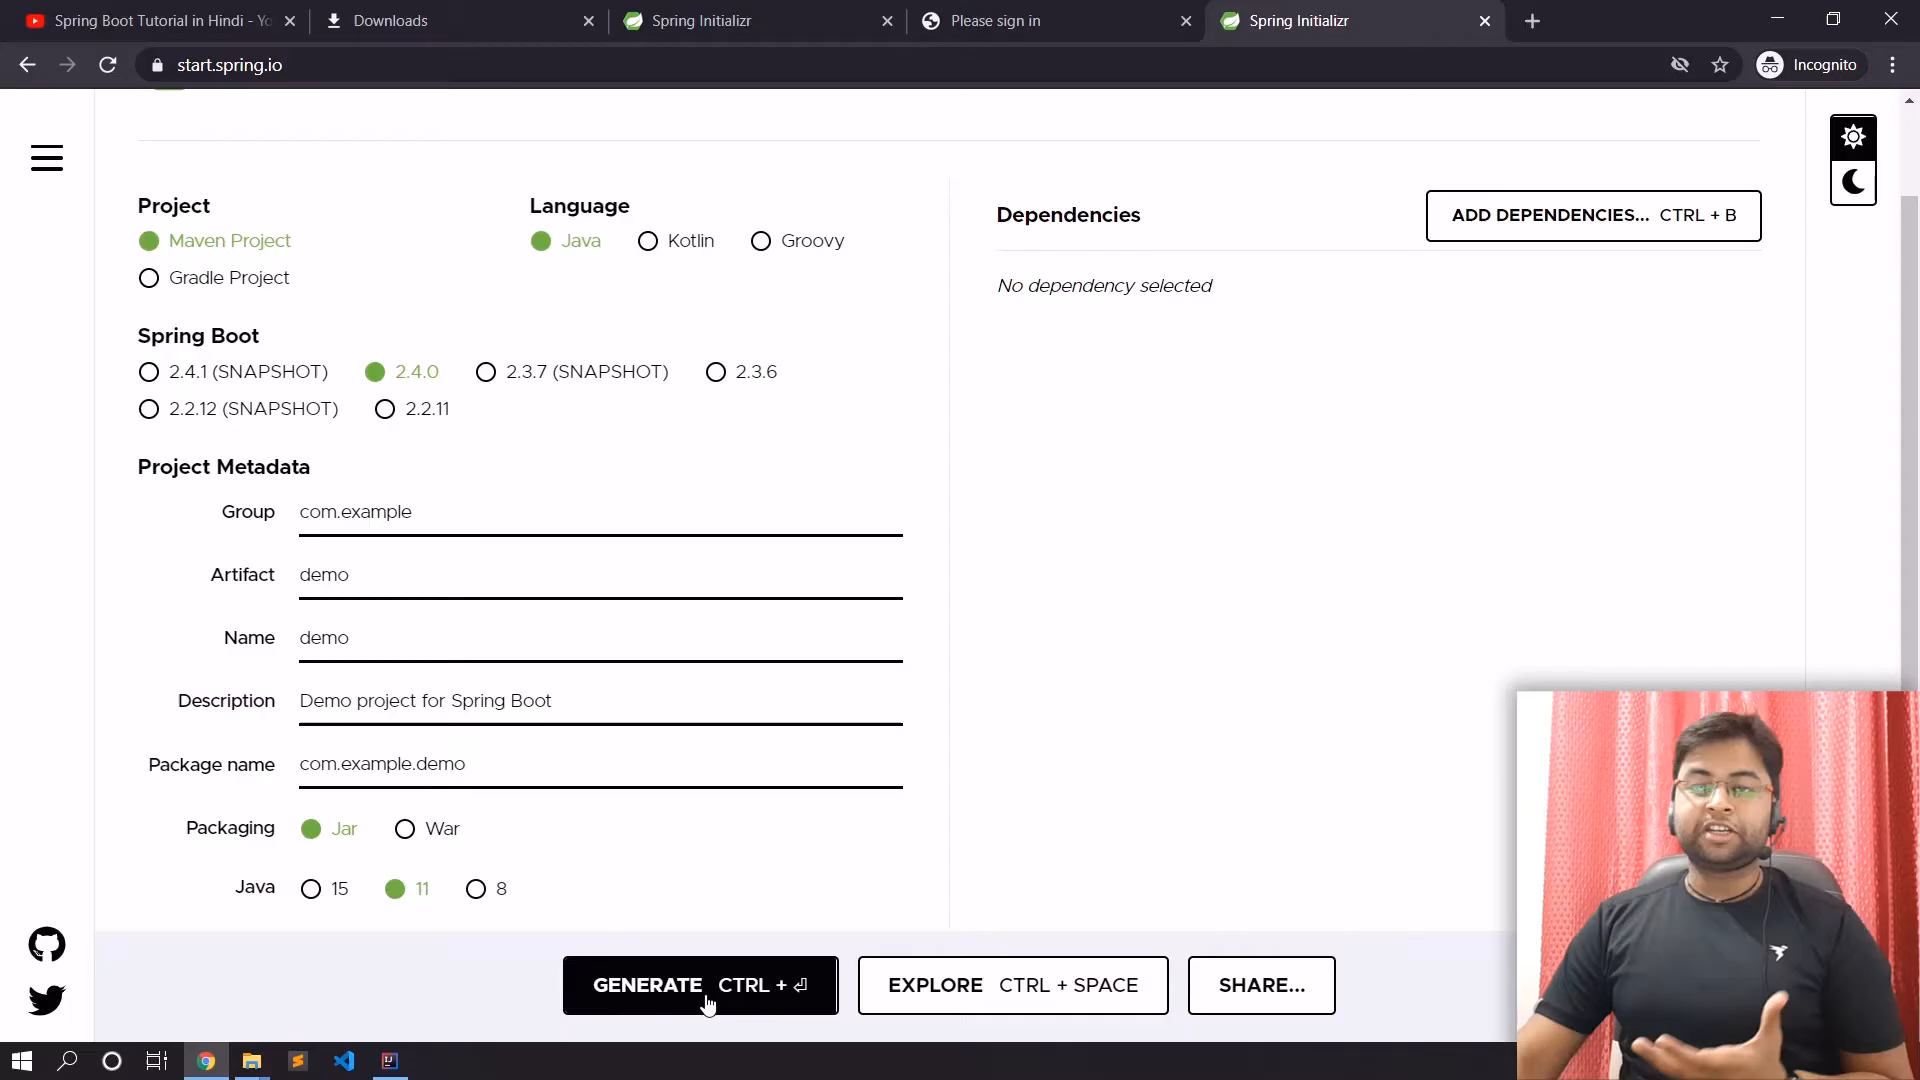 Spring Boot Tutorial in Hindi - Yo
Downloads
Spring Initializr
Please sign in
Spring Initializr
start.spring.io
Incognito
Project
Maven Project
Gradle Project
Language
Java
Kotlin
Groovy
Spring Boot
2.4.1 (SNAPSHOT)
2.4.0
2.3.7 (SNAPSHOT)
2.3.6
2.2.12 (SNAPSHOT)
2.2.11
Project Metadata
Group
com.example
Artifact
demo
Name
demo
Description
Demo project for Spring Boot
Package name
com.example.demo
Packaging
Jar
War
Java
15
11
8
Dependencies
ADD DEPENDENCIES... CTRL + B
No dependency selected
GENERATE CTRL + ⏎
EXPLORE CTRL + SPACE
SHARE...